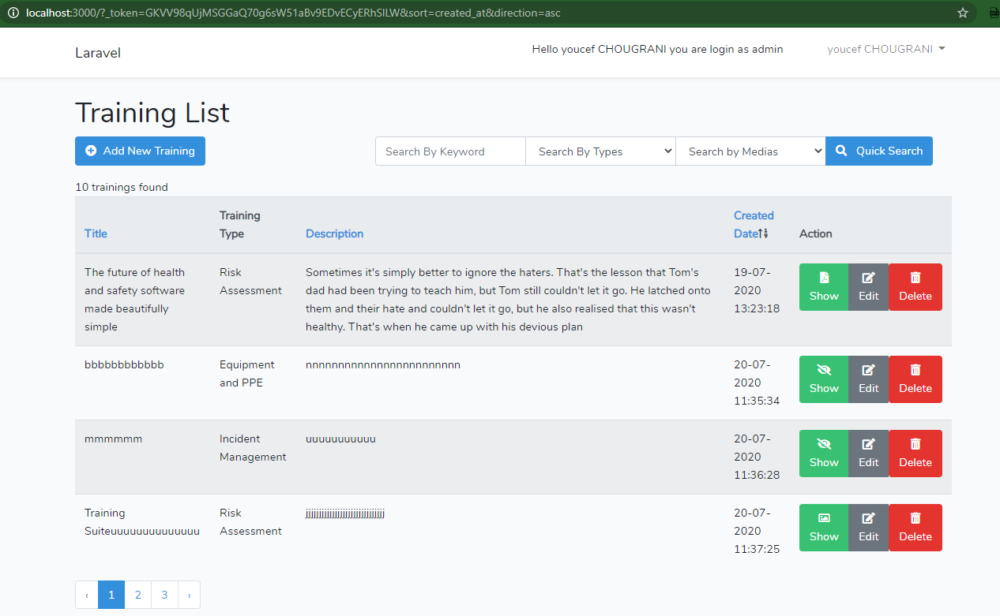 localhost:3000/?_token=GKVV98qUjMSGGaQ70g6sW51aBv9EDvECyERhSILW&sort=created_at&direction=asc
Laravel
Hello youcef CHOUGRANI you are login as admin
youcef CHOUGRANI
Training List
Add New Training
Search By Keyword
Search By Types
Search by Medias
Quick Search
10 trainings found
Title
Training
Type
Description
Created
Date
Action
The future of health
and safety software
made beautifully
simple
Risk
Assessment
Sometimes it's simply better to ignore the haters. That's the lesson that Tom's
dad had been trying to teach him, but Tom still couldn't let it go. He latched onto
them and their hate and couldn't let it go, but he also realised that this wasn't
healthy. That's when he came up with his devious plan
19-07-
2020
13:23:18
Show
Edit
Delete
bbbbbbbbbbbb
Equipment
and PPE
nnnnnnnnnnnnnnnnnnnnnnnn
20-07-
2020
11:35:34
Show
Edit
Delete
mmmmmm
Incident
Management
uuuuuuuuuuu
20-07-
2020
11:36:28
Show
Edit
Delete
Training
Suiteuuuuuuuuuuuuuu
Risk
Assessment
jjjjjjjjjjjjjjjjjjjjjjjjjjjjjj
20-07-
2020
11:37:25
Show
Edit
Delete
‹ 1 2 3 ›